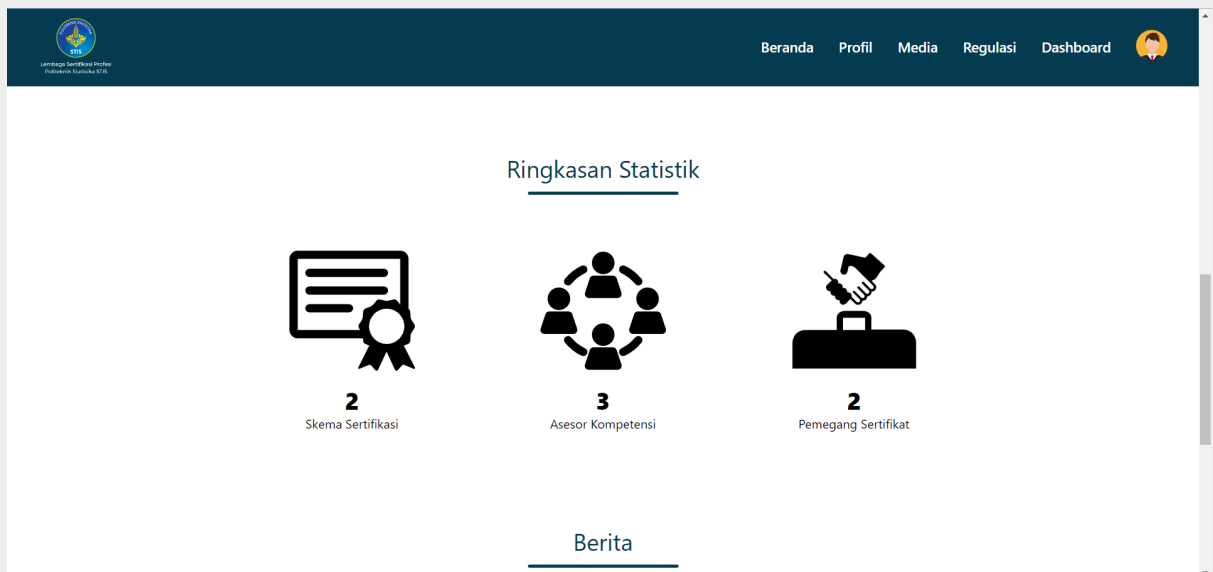 STIS
Lembaga Sertifikasi Profesi
Politeknik Statistika STIS
Beranda Profil Media Regulasi Dashboard
Ringkasan Statistik
2
Skema Sertifikasi
3
Asesor Kompetensi
2
Pemegang Sertifikat
Berita